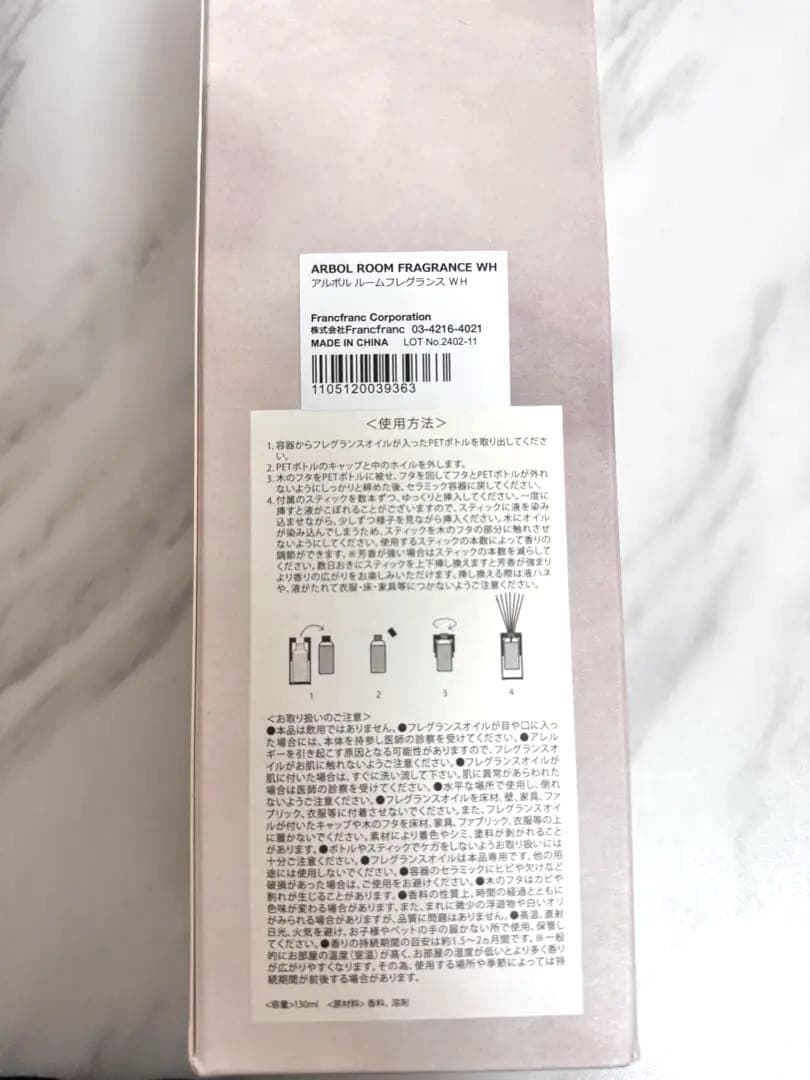 ARBOL ROOM FRAGRANCE WH
アルボル ルームフレグランス WH
Francfranc Corporation
株式会社Francfranc 03-4216-4021
MADE IN CHINA LOT No.2402-11
1105120039363
＜使用方法＞
1. 容器からフレグランスオイルが入ったPETボトルを取り出してくださ
い。
2. PETボトルのキャップと中のホイルを外します。
3. 木のフタをPETボトルに被せ、フタを回してフタとPETボトルが外れ
ないようにしっかりと締めた後、セラミック容器に戻してください。
4. 付属のスティックを数本ずつ、ゆっくりと挿入してください。一度に
挿すと液がこぼれることがございますので、スティックに液を染み
込ませながら、少しずつ様子を見ながら挿入ください。木にオイル
が染み込んでしまうため、スティックを木のフタの部分に触れさせ
ないようにしてください。使用するスティックの本数によって香りの
調節ができます。※芳香が強い場合はスティックの本数を減らして
ください。数日おきにスティックを上下挿し換えますと芳香が強まり
より香りの広がりをお楽しみいただけます。挿し換える際は液ハネ
や、液がたれて衣服・床・家具等につかないようご注意ください。
1 2 3 4
＜お取り扱いのご注意＞
●本品は飲用ではありません。●フレグランスオイルが目や口に入っ
た場合には、本体を持参し医師の診察を受けてください。●アレル
ギーを引き起こす原因となる可能性がありますので、フレグランスオ
イルがお肌に触れないようご注意ください。●フレグランスオイルが
肌に付いた場合は、すぐに洗い流して下さい。肌に異常があらわれた
場合は医師の診察を受けてください。●水平な場所で使用し、倒れ
ないようご注意ください。●フレグランスオイルを床材、壁、家具、ファ
ブリック、衣服等に付着させないでください。また、フレグランスオイ
ルが付いたキャップや木のフタを床材、家具、ファブリック、衣服等の上
に置かないでください。素材により着色やシミ、塗料が剥がれること
があります。●ボトルやスティックでケガをしないようお取り扱いには
十分ご注意ください。●フレグランスオイルは本品専用です。他の用
途には使用しないでください。●容器のセラミックにヒビや欠けなど
破損があった場合は、ご使用をお避けください。●木のフタはカビや
割れが生じることがあります。●香料の性質上、時間の経過とともに
色味が変わる場合があります。また、まれに微少の浮遊物や白いオリ
がみられる場合がありますが、品質に問題はありません。●高温、直射
日光、火気を避け、お子様やペットの手の届かない所で使用、保管し
てください。●香りの持続期間の目安は約1.5〜2ヵ月間です。※一般
的にお部屋の温度（室温）が高く、お部屋の湿度が低いとより多く香り
が広がりやすくなります。その為、使用する場所や季節によっては持
続期間が前後する場合があります。
＜容量＞130ml ＜原材料＞香料、溶剤